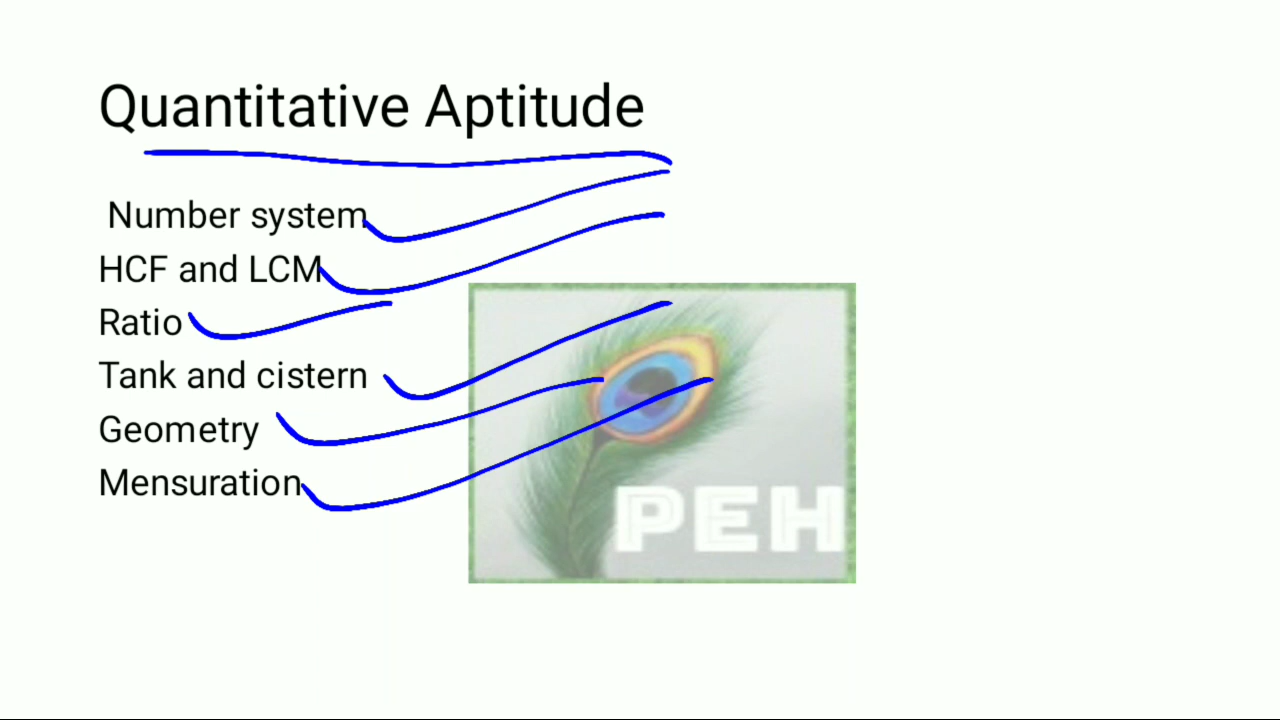 Quantitative Aptitude
Number system
HCF and LCM
Ratio
Tank and cistern
Geometry
Mensuration
PEH